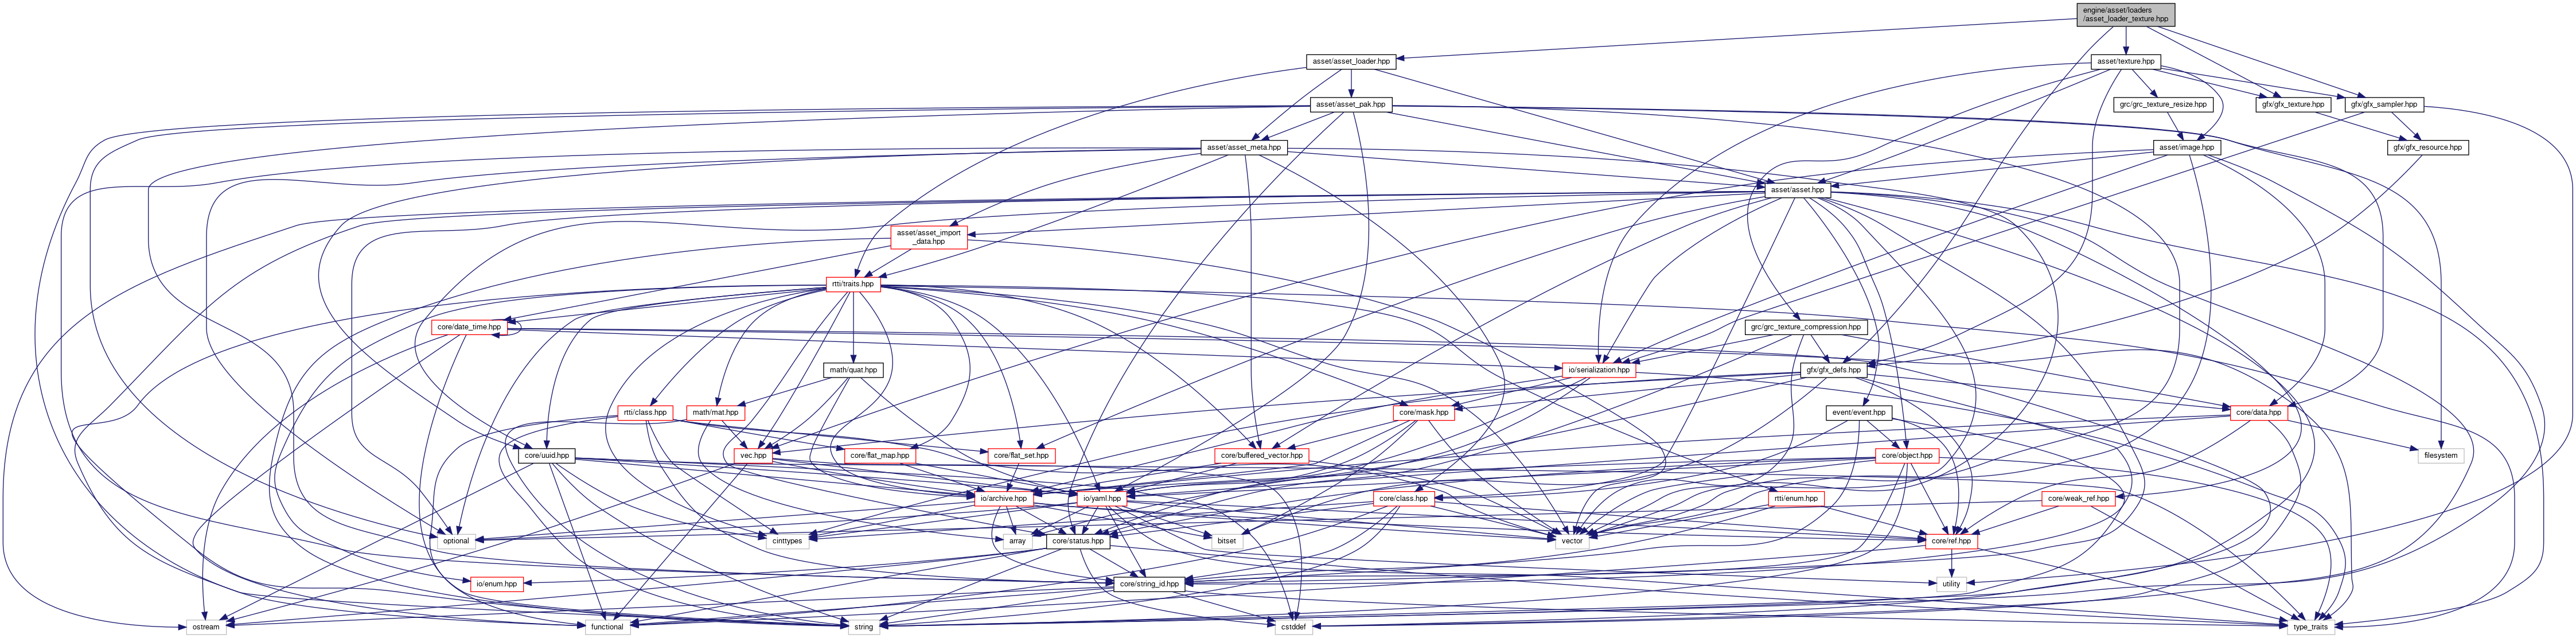 engine/asset/loaders
/asset_loader_texture.hpp
asset/asset_loader.hpp
asset/texture.hpp
asset/asset_pak.hpp
grc/grc_texture_resize.hpp
gfx/gfx_texture.hpp
gfx/gfx_sampler.hpp
asset/asset_meta.hpp
asset/image.hpp
gfx/gfx_resource.hpp
asset/asset.hpp
asset/asset_import
_data.hpp
rtti/traits.hpp
core/date_time.hpp
grc/grc_texture_compression.hpp
math/quat.hpp
io/serialization.hpp
gfx/gfx_defs.hpp
rtti/class.hpp
math/mat.hpp
core/mask.hpp
event/event.hpp
core/data.hpp
core/uuid.hpp
vec.hpp
core/flat_map.hpp
core/flat_set.hpp
core/buffered_vector.hpp
core/object.hpp
filesystem
io/archive.hpp
io/yaml.hpp
core/class.hpp
rtti/enum.hpp
core/weak_ref.hpp
optional
cinttypes
array
core/status.hpp
bitset
vector
core/ref.hpp
io/enum.hpp
core/string_id.hpp
utility
ostream
functional
string
cstddef
type_traits